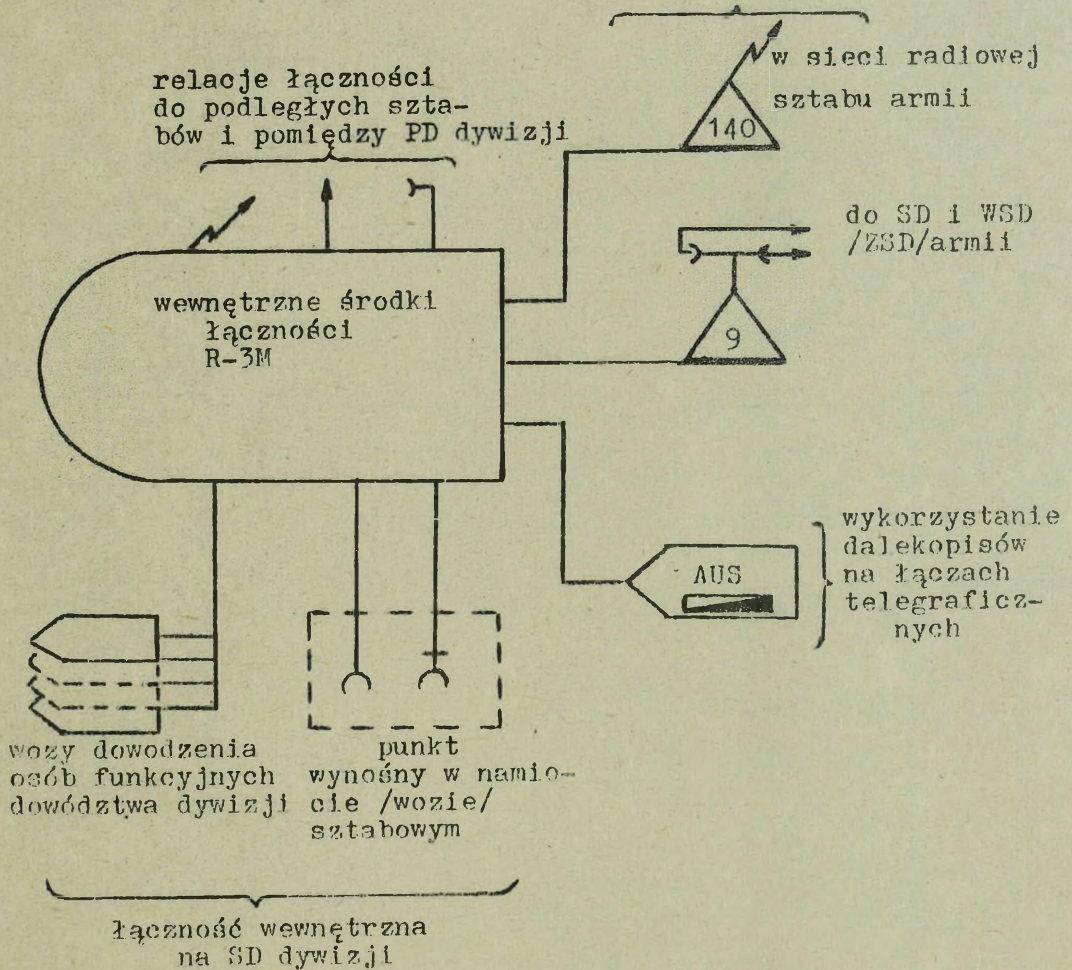 relacje łączności
do podległych szta-
bów i pomiędzy PD dywizji
w sieci radiowej
sztabu armii
140
do SD i WSD
/ZSD/armii
9
wewnętrzne środki
łączności
R-3M
AUS
wykorzystanie
dalekopisów
na łączach
telegraficz-
nych
wozy dowodzenia
osób funkcyjnych
dowództwa dywizji
punkt
wynośny w namio-
cie /wozie/
sztabowym
łączność wewnętrzna
na SD dywizji